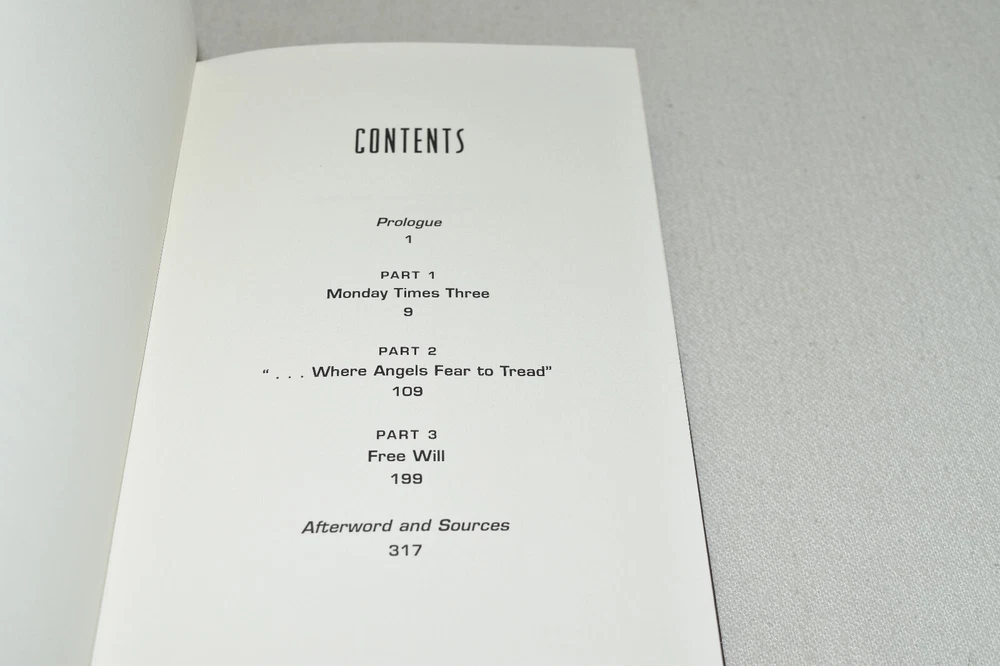 CONTENTS
Prologue
1
PART 1
Monday Times Three
9
PART 2
“ . . . Where Angels Fear to Tread”
109
PART 3
Free Will
199
Afterword and Sources
317